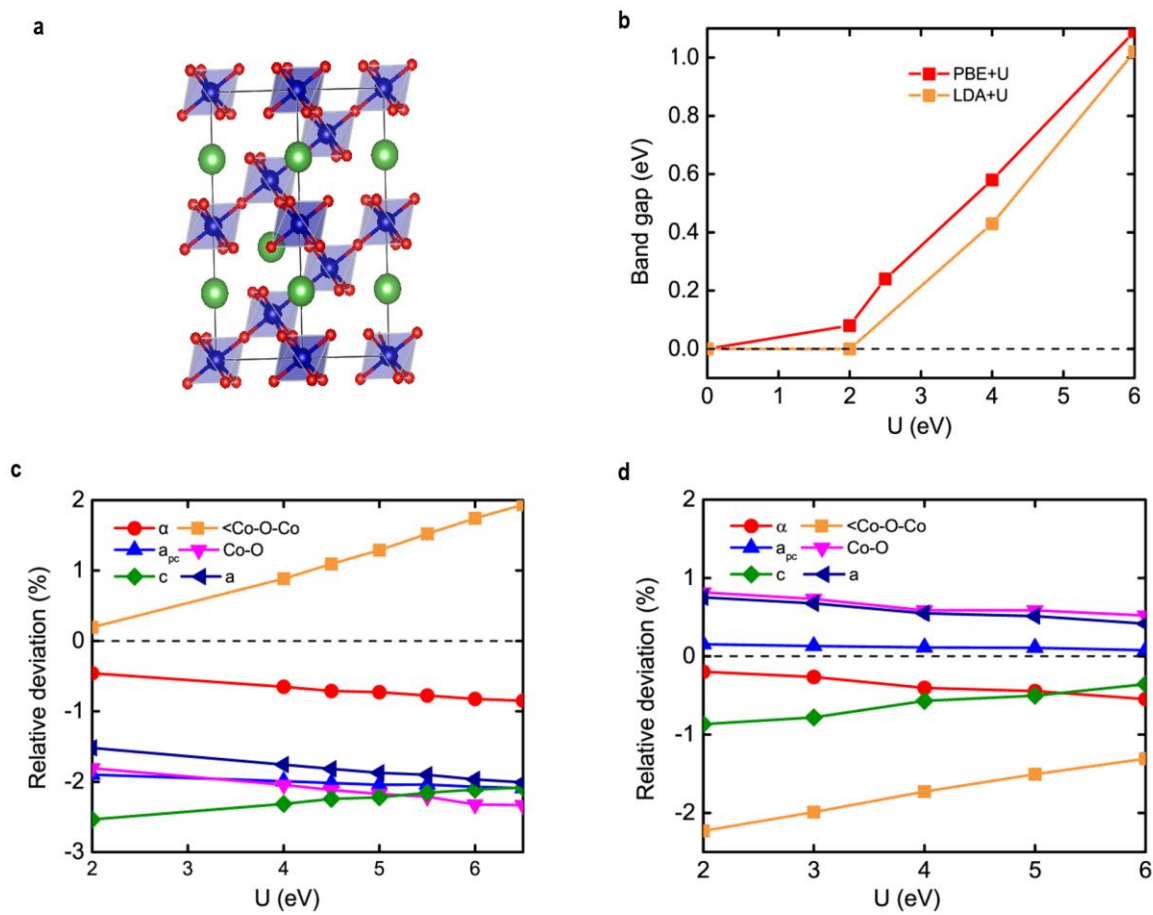 a
b
1.0
0.8
0.6
0.4
0.2
0.0
Band gap (eV)
PBE+U
LDA+U
0 1 2 3 4 5 6
U (eV)
c
2
1
0
-1
-2
-3
Relative deviation (%)
α <Co-O-Co
apc Co-O
c a
2 3 4 5 6
U (eV)
d
2
1
0
-1
-2
Relative deviation (%)
α <Co-O-Co
apc Co-O
c a
2 3 4 5 6
U (eV)